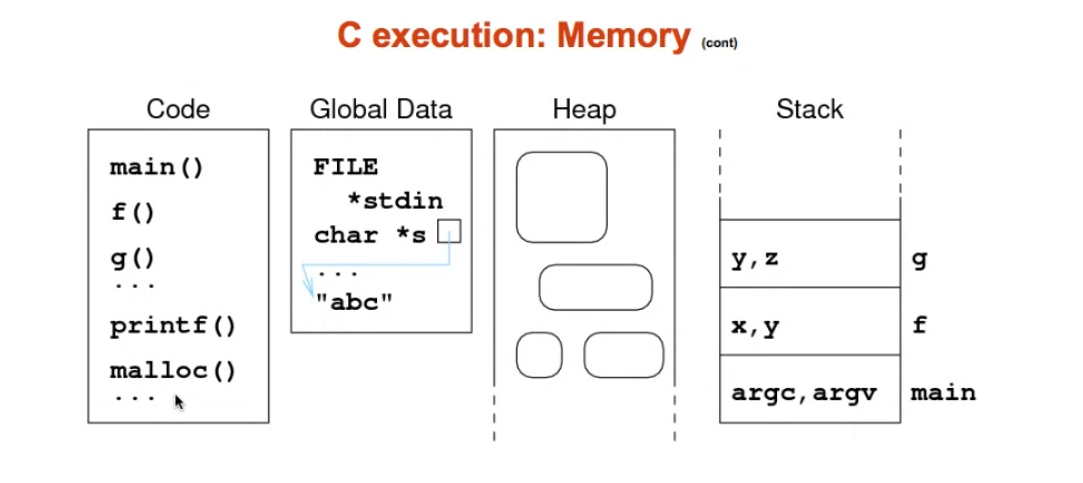 C execution: Memory (cont)
Code
main()
f()
g()
...
printf()
malloc()
...
Global Data
FILE
*stdin
char *s
...
"abc"
Heap
Stack
y,z g
x,y f
argc,argv main